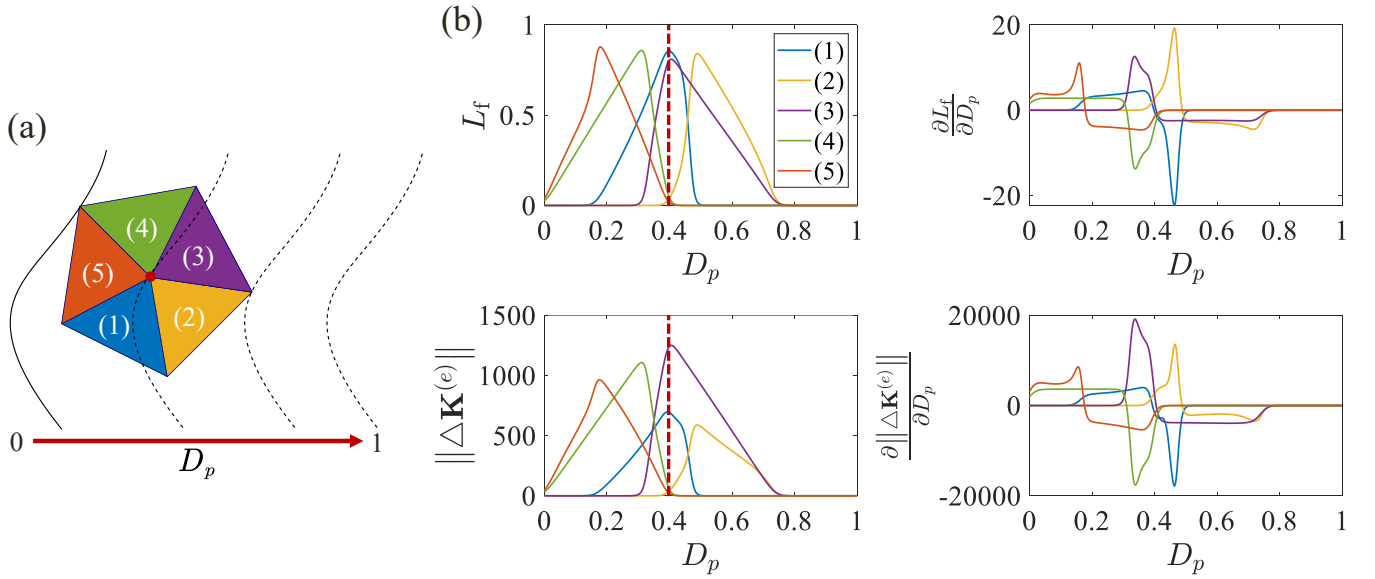 (a)
(4)
(3)
(5)
(1)
(2)
0
1
D_p
(b)
1
0.5
0
L_f
0 0.2 0.4 0.6 0.8 1
D_p
(1)
(2)
(3)
(4)
(5)
20
0
-20
∂L_f/∂D_p
0 0.2 0.4 0.6 0.8 1
D_p
1500
1000
500
0
||△K^(e)||
0 0.2 0.4 0.6 0.8 1
D_p
20000
0
-20000
∂||△K^(e)||/∂D_p
0 0.2 0.4 0.6 0.8 1
D_p